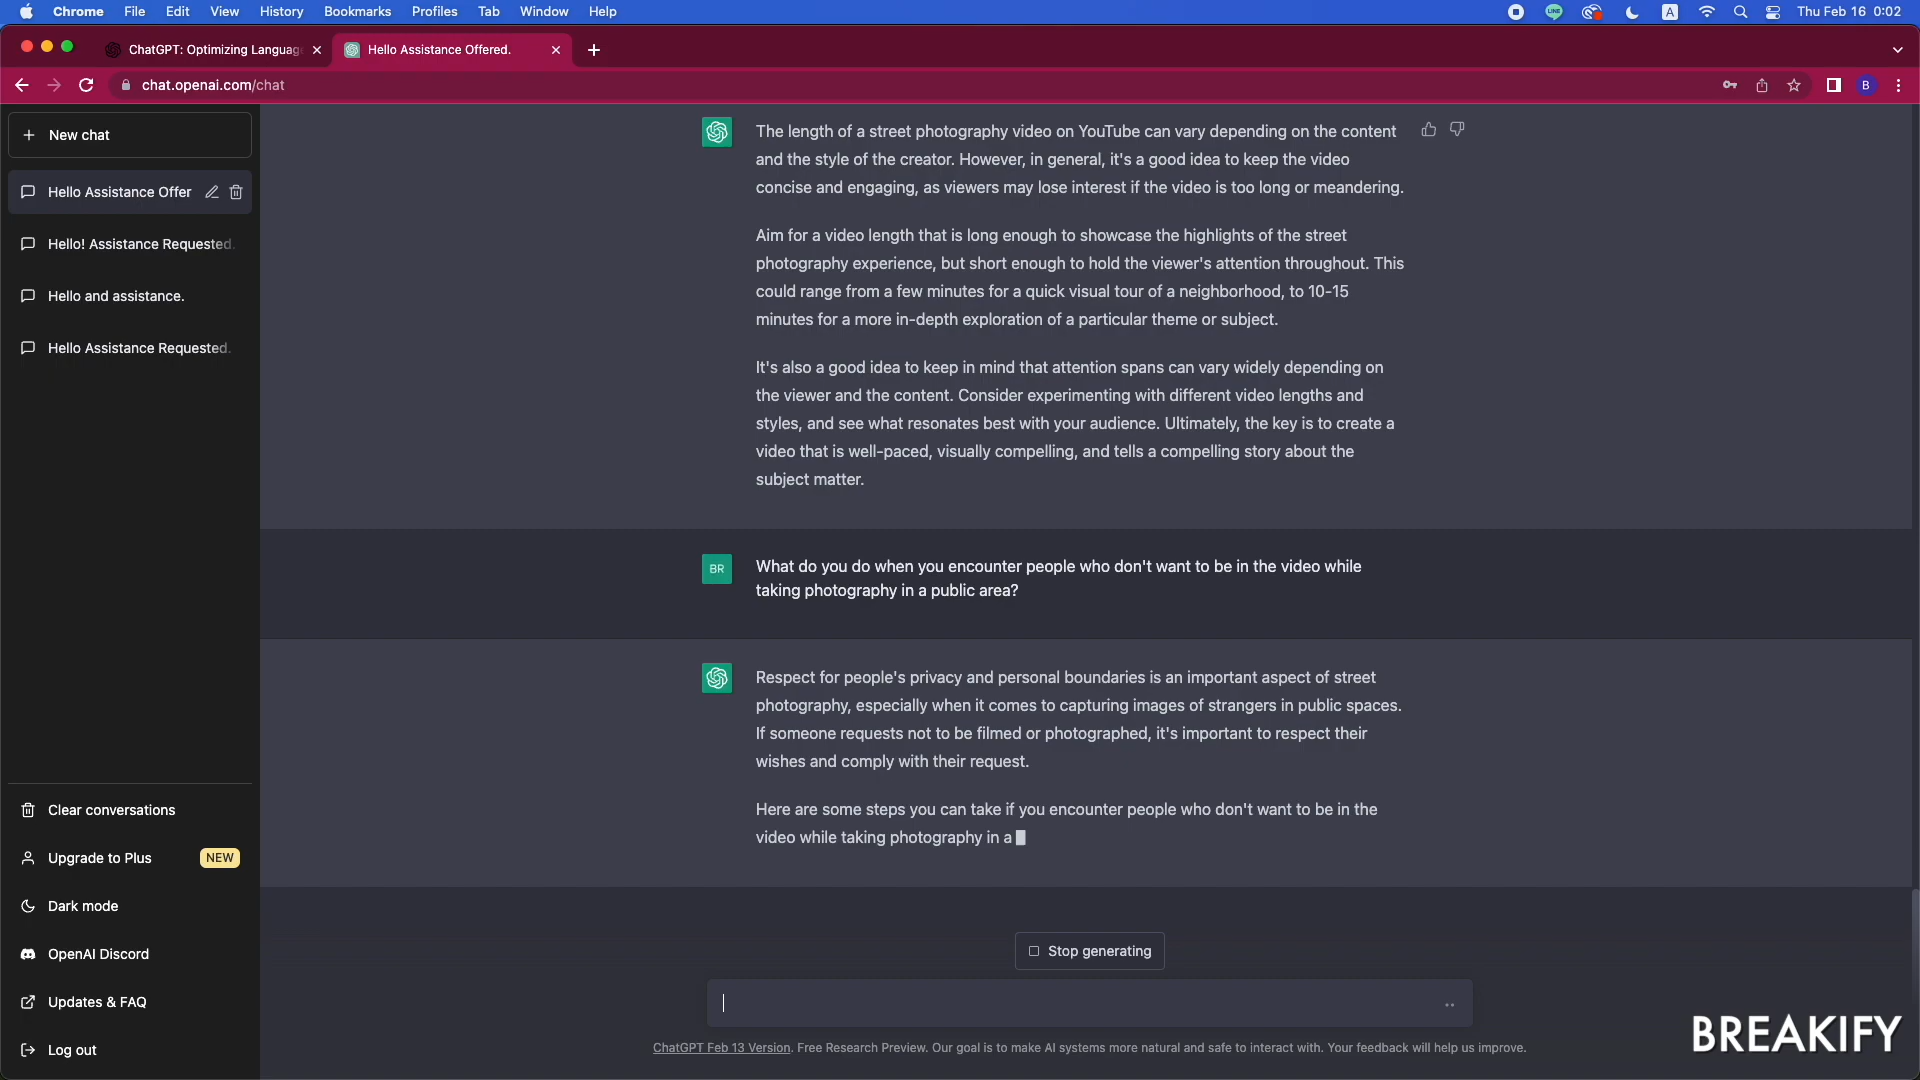 Chrome File Edit View History Bookmarks Profiles Tab Window Help
LINE
A
Thu Feb 16 0:02
ChatGPT: Optimizing Languag
Hello Assistance Offered.
chat.openai.com/chat
B
New chat
Hello Assistance Offer
Hello! Assistance Requested.
Hello and assistance.
Hello Assistance Requested.
The length of a street photography video on YouTube can vary depending on the content
and the style of the creator. However, in general, it's a good idea to keep the video
concise and engaging, as viewers may lose interest if the video is too long or meandering.
Aim for a video length that is long enough to showcase the highlights of the street
photography experience, but short enough to hold the viewer's attention throughout. This
could range from a few minutes for a quick visual tour of a neighborhood, to 10-15
minutes for a more in-depth exploration of a particular theme or subject.
It's also a good idea to keep in mind that attention spans can vary widely depending on
the viewer and the content. Consider experimenting with different video lengths and
styles, and see what resonates best with your audience. Ultimately, the key is to create a
video that is well-paced, visually compelling, and tells a compelling story about the
subject matter.
BR
What do you do when you encounter people who don't want to be in the video while
taking photography in a public area?
Respect for people's privacy and personal boundaries is an important aspect of street
photography, especially when it comes to capturing images of strangers in public spaces.
If someone requests not to be filmed or photographed, it's important to respect their
wishes and comply with their request.
Here are some steps you can take if you encounter people who don't want to be in the
video while taking photography in a
Clear conversations
Upgrade to Plus NEW
Dark mode
OpenAI Discord
Updates & FAQ
Log out
Stop generating
ChatGPT Feb 13 Version. Free Research Preview. Our goal is to make AI systems more natural and safe to interact with. Your feedback will help us improve.
BREAKIFY